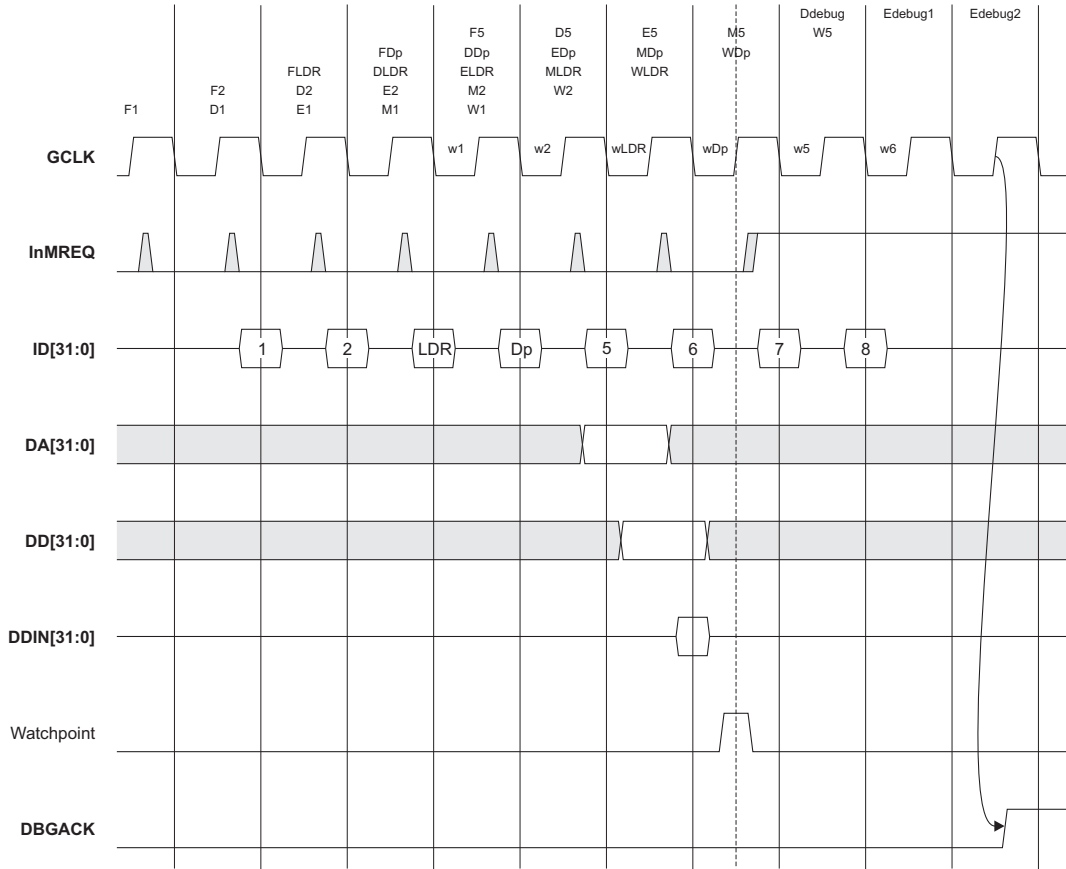 Ddebug Edebug1 Edebug2
F5 D5 E5 M5 W5
FDp DDp EDp MDp WDp
FLDR DLDR ELDR MLDR WLDR
F2 D2 E2 M2 W2
F1 D1 E1 M1 W1
GCLK w1 w2 wLDR wDp w5 w6
InMREQ
ID[31:0] 1 2 LDR Dp 5 6 7 8
DA[31:0]
DD[31:0]
DDIN[31:0]
Watchpoint
DBGACK